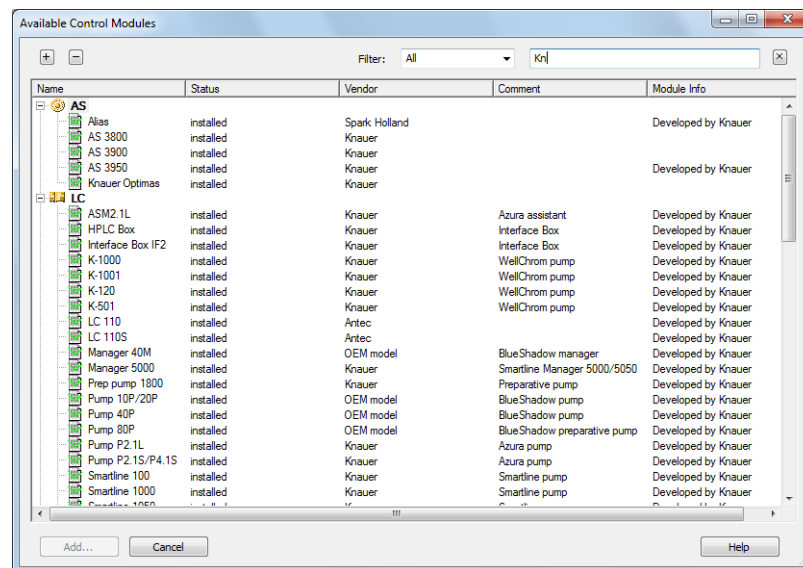 Available Control Modules
Filter: All Kn
Name Status Vendor Comment Module Info
AS
Alias installed Spark Holland Developed by Knauer
AS 3800 installed Knauer
AS 3900 installed Knauer
AS 3950 installed Knauer Developed by Knauer
Knauer Optimas installed Knauer
LC
ASM2.1L installed Knauer Azura assistant Developed by Knauer
HPLC Box installed Knauer Interface Box Developed by Knauer
Interface Box IF2 installed Knauer Interface Box Developed by Knauer
K-1000 installed Knauer WellChrom pump Developed by Knauer
K-1001 installed Knauer WellChrom pump Developed by Knauer
K-120 installed Knauer WellChrom pump Developed by Knauer
K-501 installed Knauer WellChrom pump Developed by Knauer
LC 110 installed Antec Developed by Knauer
LC 110S installed Antec Developed by Knauer
Manager 40M installed OEM model BlueShadow manager Developed by Knauer
Manager 5000 installed Knauer Smartline Manager 5000/5050 Developed by Knauer
Prep pump 1800 installed Knauer Preparative pump Developed by Knauer
Pump 10P/20P installed OEM model BlueShadow pump Developed by Knauer
Pump 40P installed OEM model BlueShadow pump Developed by Knauer
Pump 80P installed OEM model BlueShadow preparative pump Developed by Knauer
Pump P2.1L installed Knauer Azura pump Developed by Knauer
Pump P2.1S/P4.1S installed Knauer Azura pump Developed by Knauer
Smartline 100 installed Knauer Smartline pump Developed by Knauer
Smartline 1000 installed Knauer Smartline pump Developed by Knauer
Add... Cancel Help